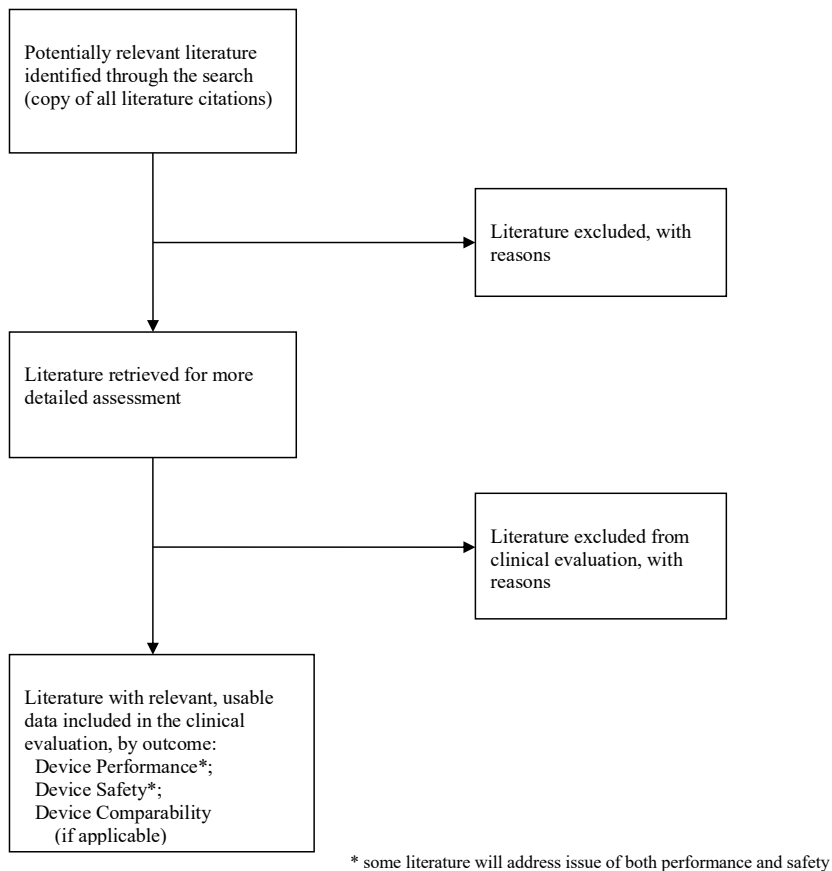 Potentially relevant literature
identified through the search
(copy of all literature citations)
Literature excluded, with
reasons
Literature retrieved for more
detailed assessment
Literature excluded from
clinical evaluation, with
reasons
Literature with relevant, usable
data included in the clinical
evaluation, by outcome:
Device Performance*;
Device Safety*;
Device Comparability
(if applicable)
* some literature will address issue of both performance and safety